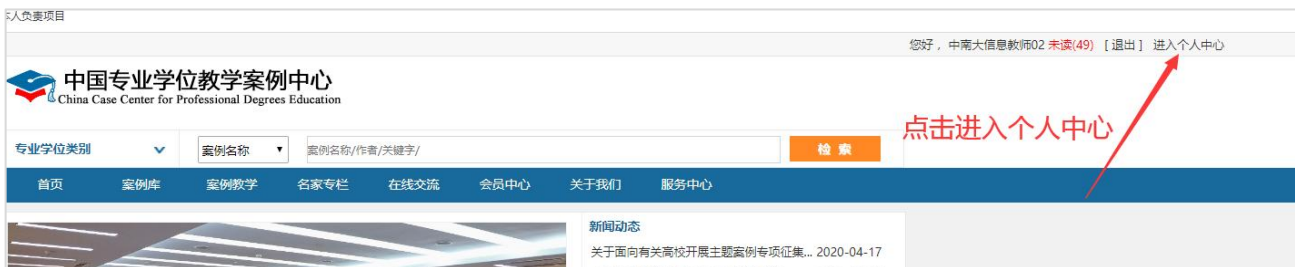 本人负责项目
您好，中南大信息教师02 未读(49) [ 退出 ] 进入个人中心
中国专业学位教学案例中心
China Case Center for Professional Degrees Education
点击进入个人中心
专业学位类别 案例名称 案例名称/作者/关键字/ 检 索
首页 案例库 案例教学 名家专栏 在线交流 会员中心 关于我们 服务中心
新闻动态
关于面向有关高校开展主题案例专项征集... 2020-04-17